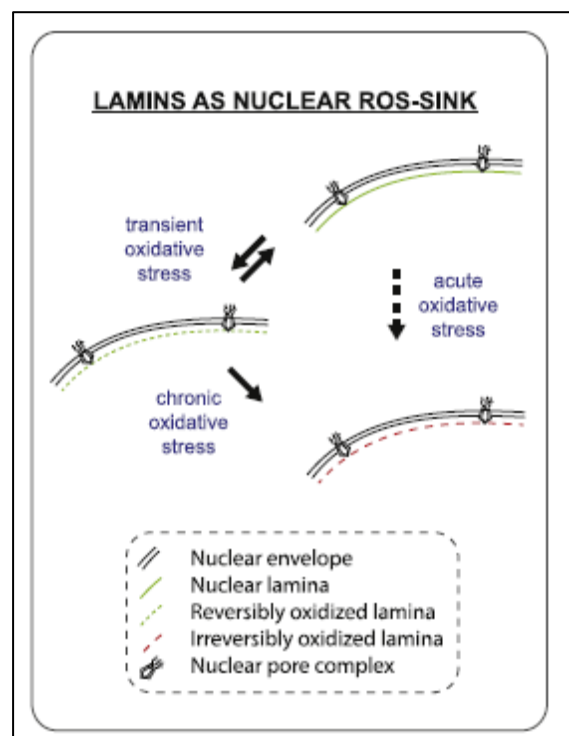 LAMINS AS NUCLEAR ROS-SINK
transient
oxidative
stress
acute
oxidative
stress
chronic
oxidative
stress
Nuclear envelope
Nuclear lamina
Reversibly oxidized lamina
Irreversibly oxidized lamina
Nuclear pore complex